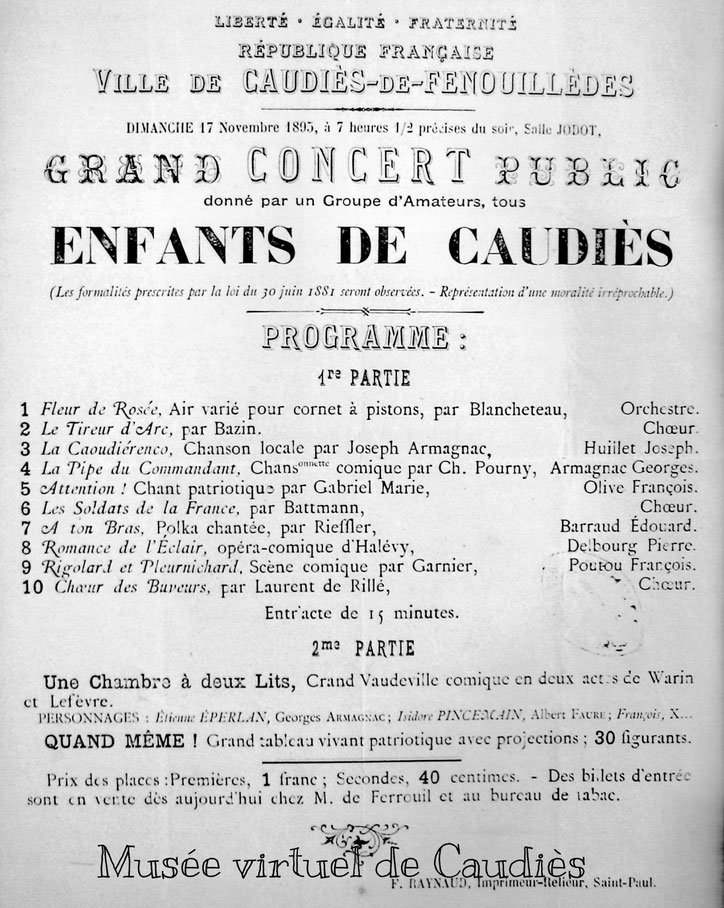 LIBERTÉ · ÉGALITÉ · FRATERNITÉ
RÉPUBLIQUE FRANÇAISE
VILLE DE CAUDIÈS-DE-FENOUILLÈDES
DIMANCHE 17 Novembre 1895, à 7 heures 1/2 précises du soir, Salle JODOT,
GRAND CONCERT PUBLIC
donné par un Groupe d'Amateurs, tous
ENFANTS DE CAUDIÈS
(Les formalités prescrites par la loi du 30 juin 1881 seront observées. - Représentation d'une moralité irréprochable.)
PROGRAMME :
1re PARTIE
1 Fleur de Rosée, Air varié pour cornet à pistons, par Blancheteau, Orchestre.
2 Le Tireur d'Arc, par Bazin. Chœur.
3 La Caoudiérenco, Chanson locale par Joseph Armagnac, Huillet Joseph.
4 La Pipe du Commandant, Chansonnette comique par Ch. Pourny, Armagnac Georges.
5 Attention ! Chant patriotique par Gabriel Marie, Olive François.
6 Les Soldats de la France, par Battmann, Chœur.
7 A ton Bras, Polka chantée, par Rieffler, Barraud Édouard.
8 Romance de l'Éclair, opéra-comique d'Halévy, Delbourg Pierre.
9 Rigolard et Pleurnichard, Scène comique par Garnier, Poutou François.
10 Chœur des Buveurs, par Laurent de Rillé, Chœur.
Entr'acte de 15 minutes.
2me PARTIE
Une Chambre à deux Lits, Grand Vaudeville comique en deux actes de Warin
et Lefèvre.
PERSONNAGES : Étienne ÉPERLAN, Georges ARMAGNAC ; Isidore PINCEMAIN, Albert FAURE ; François, X...
QUAND MÊME ! Grand tableau vivant patriotique avec projections ; 30 figurants.
Prix des places : Premières, 1 franc ; Secondes, 40 centimes. - Des billets d'entrée
sont en vente dès aujourd'hui chez M. de Ferrouil et au bureau de tabac.
Musée virtuel de Caudiès
F. RAYNAUD, Imprimeur-Relieur, Saint-Paul.